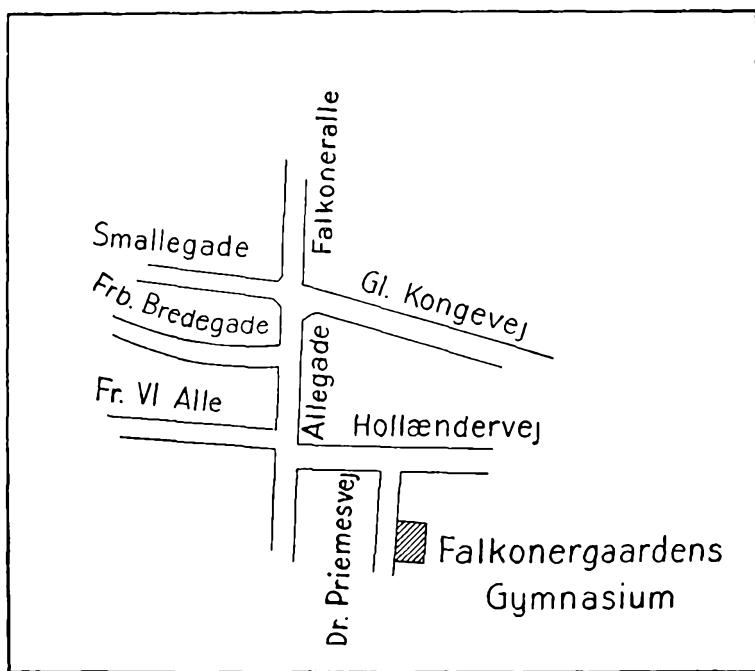 Falkoneralle
Smallegade
Gl. Kongevej
Frb. Bredegade
Allegade
Fr. VI Alle
Hollændervej
Dr. Priemesvej
Falkonergaardens
Gymnasium